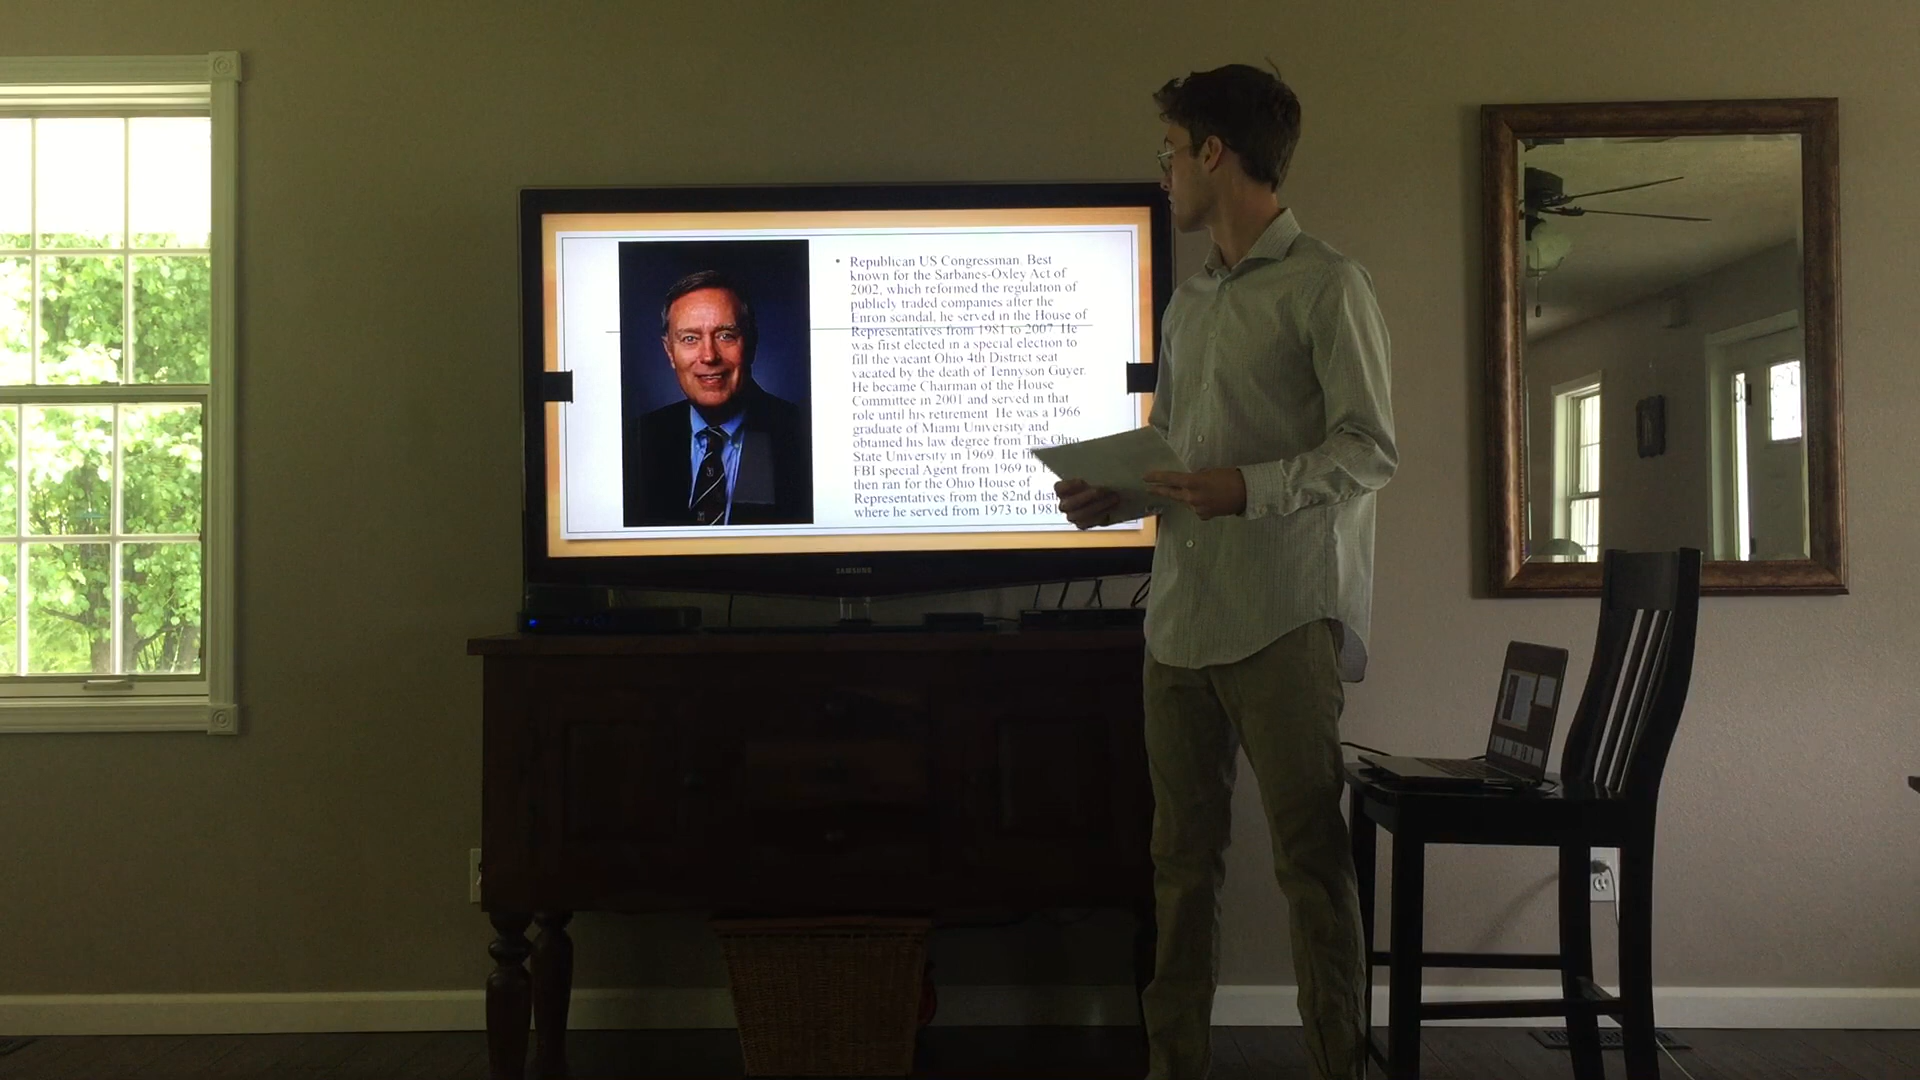 • Republican US Congressman. Best
known for the Sarbanes-Oxley Act of
2002, which reformed the regulation of
publicly traded companies after the
Enron scandal, he served in the House of
Representatives from 1981 to 2007. He
was first elected in a special election to
fill the vacant Ohio 4th District seat
vacated by the death of Tennyson Guyer.
He became Chairman of the House
Committee in 2001 and served in that
role until his retirement. He was a 1966
graduate of Miami University and
obtained his law degree from The Ohio
State University in 1969. He
FBI special Agent from 1969 to
then ran for the Ohio House of
Representatives from the 82nd
where he served from 1973 to 1981
SAMSUNG